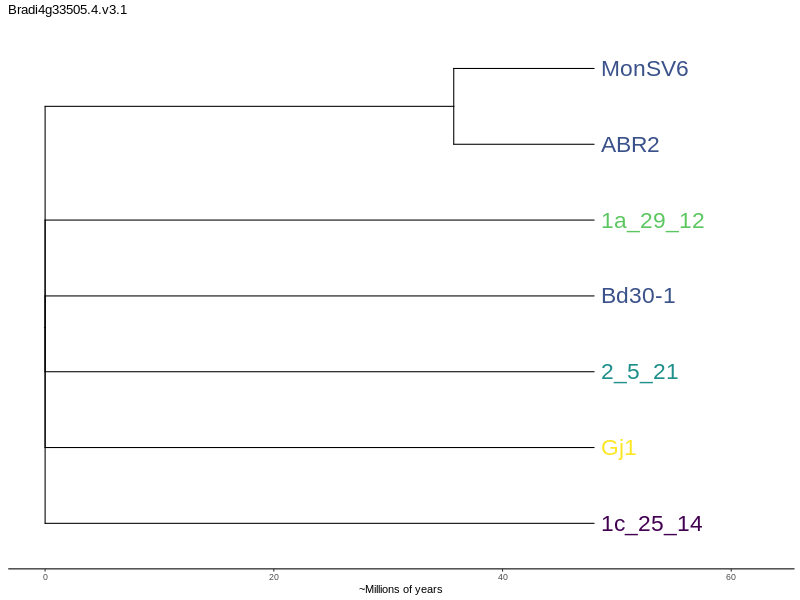 Bradi4g33505.4.v3.1
MonSV6
ABR2
1a_29_12
Bd30-1
2_5_21
Gj1
1c_25_14
0 20 40 60
~Millions of years